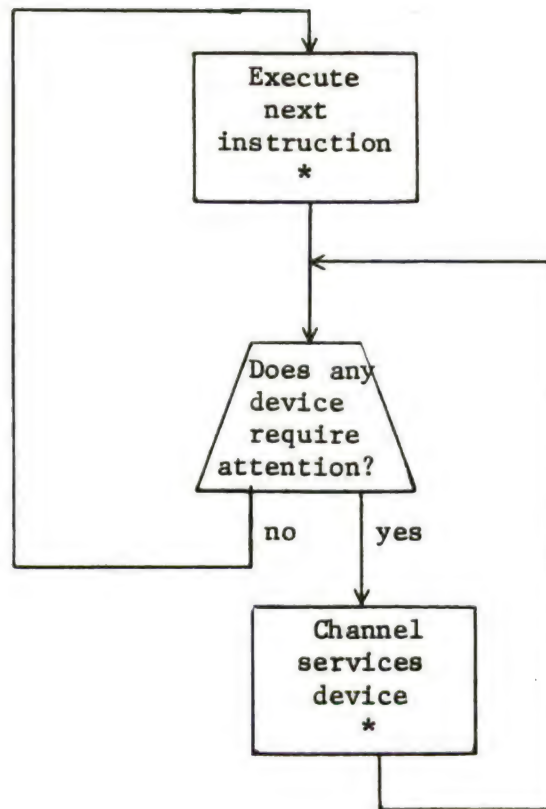 Execute
next
instruction
*
Does any
device
require
attention?
no
yes
Channel
services
device
*